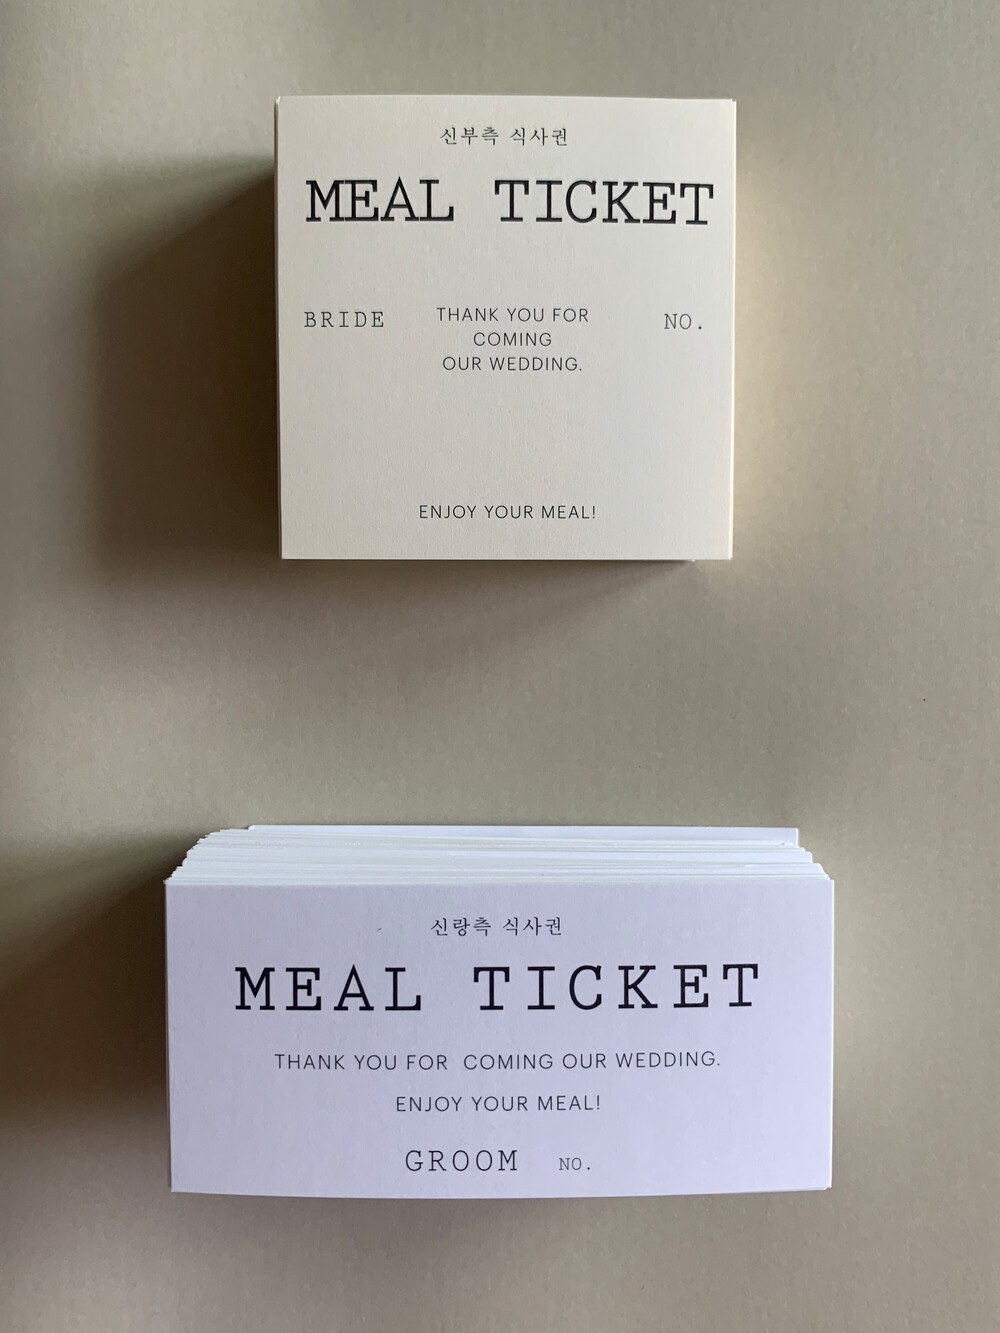 신부측 식사권
MEAL TICKET
BRIDE
THANK YOU FOR
COMING
OUR WEDDING.
NO.
ENJOY YOUR MEAL!
신랑측 식사권
MEAL TICKET
THANK YOU FOR COMING OUR WEDDING.
ENJOY YOUR MEAL!
GROOM NO.